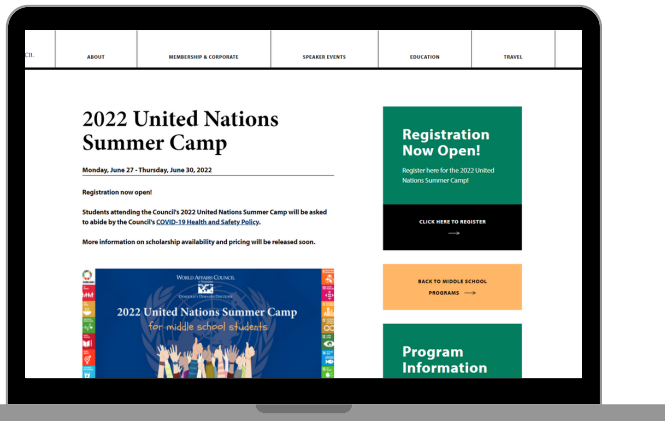 CIL
ABOUT
MEMBERSHIP & CORPORATE
SPEAKER EVENTS
EDUCATION
TRAVEL
2022 United Nations
Summer Camp
Monday, June 27 - Thursday, June 30, 2022
Registration now open!
Students attending the Council's 2022 United Nations Summer Camp will be asked
to abide by the Council's COVID-19 Health and Safety Policy.
More information on scholarship availability and pricing will be released soon.
WORLD AFFAIRS COUNCIL
2022 United Nations Summer Camp
for middle school students
Registration
Now Open!
Register here for the 2022 United
Nations Summer Camp!
CLICK HERE TO REGISTER
BACK TO MIDDLE SCHOOL
PROGRAMS
Program
Information